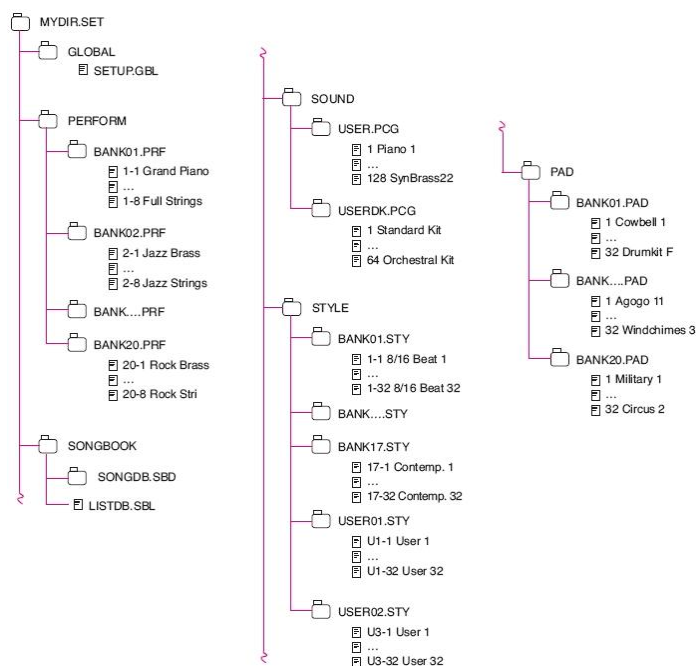 MYDIR.SET
GLOBAL
SETUP.GBL
PERFORM
BANK01.PRF
1-1 Grand Piano
...
1-8 Full Strings
BANK02.PRF
2-1 Jazz Brass
...
2-8 Jazz Strings
BANK....PRF
BANK20.PRF
20-1 Rock Brass
...
20-8 Rock Stri
SONGBOOK
SONGDB.SBD
LISTDB.SBL
SOUND
USER.PCG
1 Piano 1
...
128 SynBrass22
USERDK.PCG
1 Standard Kit
...
64 Orchestral Kit
STYLE
BANK01.STY
1-1 8/16 Beat 1
...
1-32 8/16 Beat 32
BANK....STY
BANK17.STY
17-1 Contemp. 1
...
17-32 Contemp. 32
USER01.STY
U1-1 User 1
...
U1-32 User 32
USER02.STY
U3-1 User 1
...
U3-32 User 32
PAD
BANK01.PAD
1 Cowbell 1
...
32 Drumkit F
BANK....PAD
1 Agogo 11
...
32 Windchimes 3
BANK20.PAD
1 Military 1
...
32 Circus 2